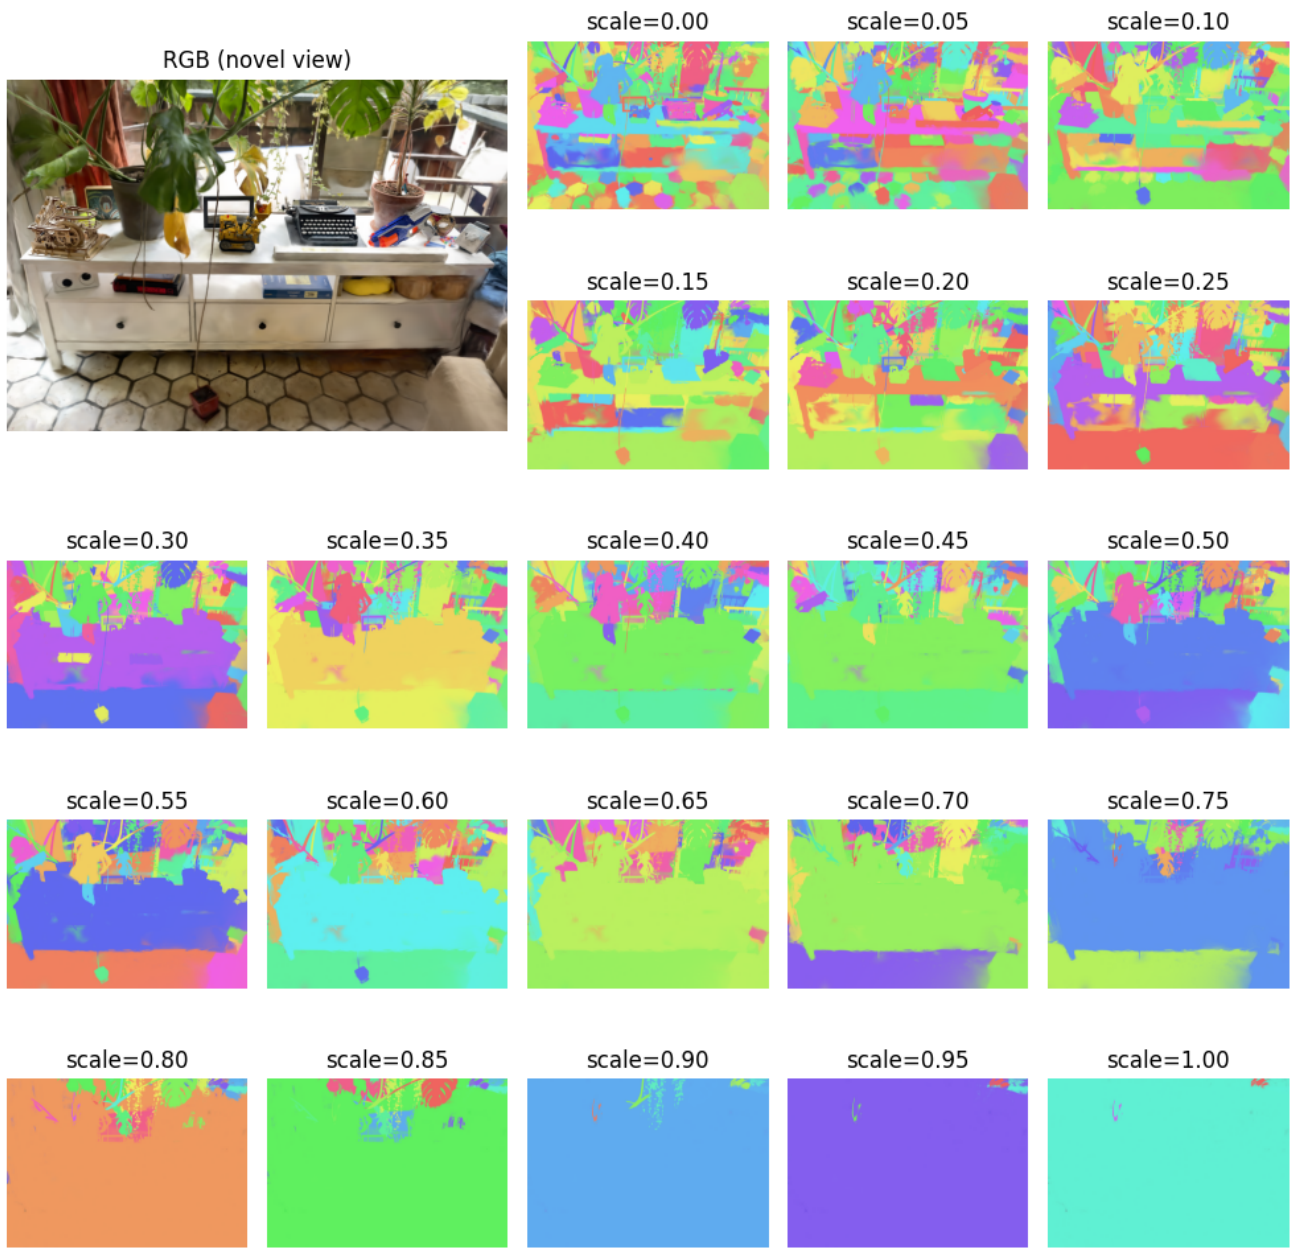 RGB (novel view)
scale=0.00
scale=0.05
scale=0.10
scale=0.15
scale=0.20
scale=0.25
scale=0.30
scale=0.35
scale=0.40
scale=0.45
scale=0.50
scale=0.55
scale=0.60
scale=0.65
scale=0.70
scale=0.75
scale=0.80
scale=0.85
scale=0.90
scale=0.95
scale=1.00